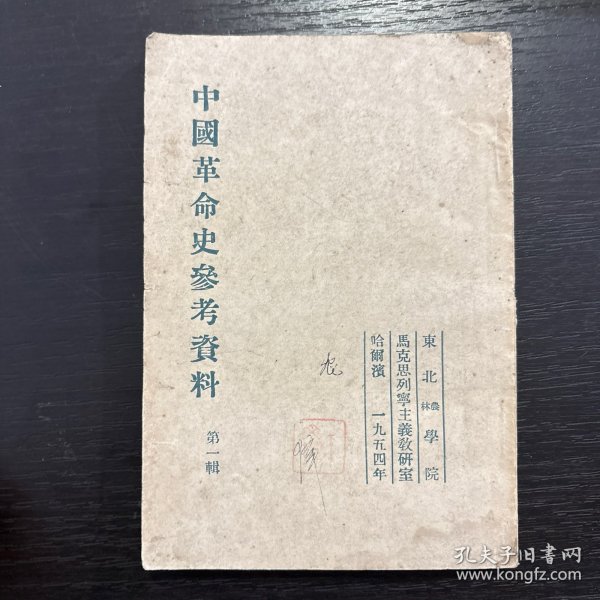 中國革命史參考資料
第一輯
東北農林學院
馬克思列寧主義教研室
哈爾濱 一九五四年
孔夫子旧书网
www.kongfz.com